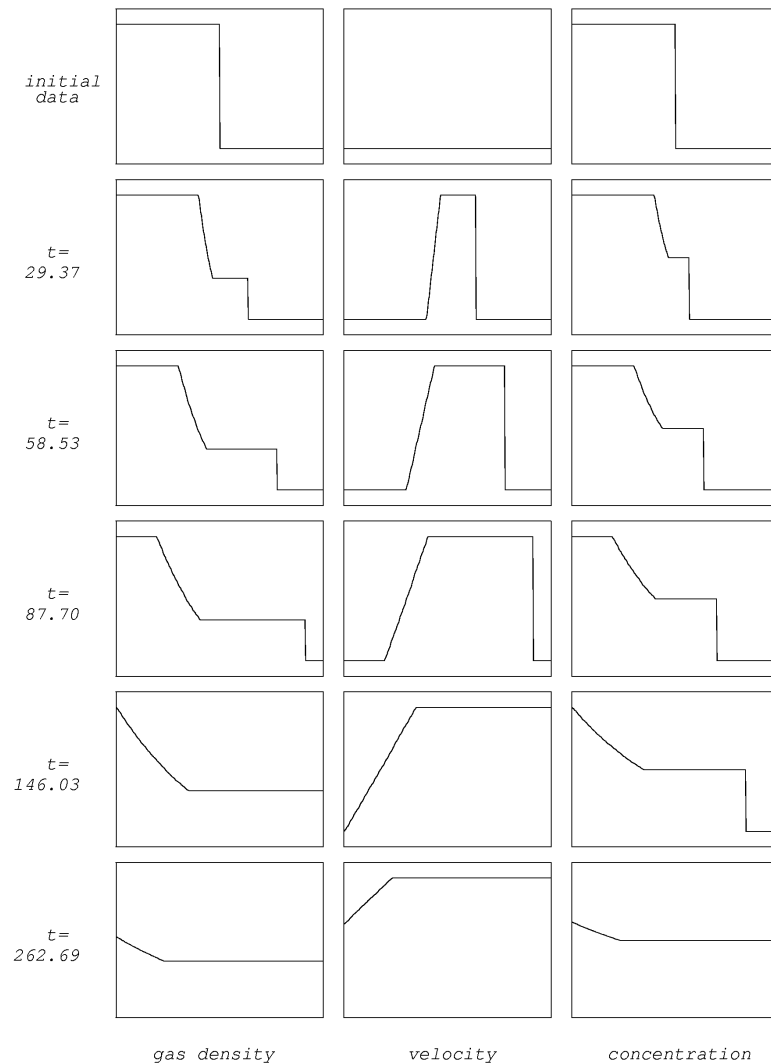 initial
data
t=
29.37
t=
58.53
t=
87.70
t=
146.03
t=
262.69
gas density velocity concentration